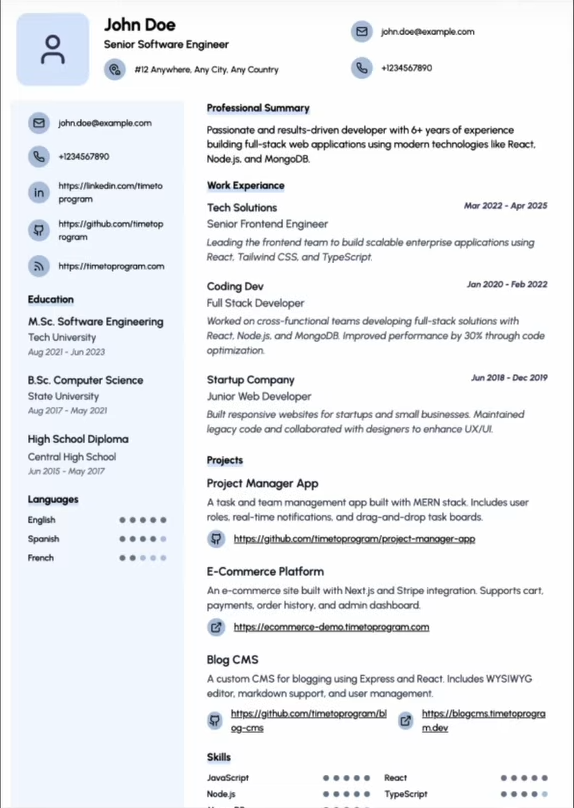 John Doe
Senior Software Engineer
#12 Anywhere, Any City, Any Country
john.doe@example.com
+1234567890
john.doe@example.com
+1234567890
https://linkedin.com/timeto
program
https://github.com/timetop
rogram
https://timetoprogram.com
Education
M.Sc. Software Engineering
Tech University
Aug 2021 - Jun 2023
B.Sc. Computer Science
State University
Aug 2017 - May 2021
High School Diploma
Central High School
Jun 2015 - May 2017
Languages
English
Spanish
French
Professional Summary
Passionate and results-driven developer with 6+ years of experience
building full-stack web applications using modern technologies like React,
Node.js, and MongoDB.
Work Experiance
Tech Solutions
Mar 2022 - Apr 2025
Senior Frontend Engineer
Leading the frontend team to build scalable enterprise applications using
React, Tailwind CSS, and TypeScript.
Coding Dev
Jan 2020 - Feb 2022
Full Stack Developer
Worked on cross-functional teams developing full-stack solutions with
React, Node.js, and MongoDB. Improved performance by 30% through code
optimization.
Startup Company
Jun 2018 - Dec 2019
Junior Web Developer
Built responsive websites for startups and small businesses. Maintained
legacy code and collaborated with designers to enhance UX/UI.
Projects
Project Manager App
A task and team management app built with MERN stack. Includes user
roles, real-time notifications, and drag-and-drop task boards.
https://github.com/timetoprogram/project-manager-app
E-Commerce Platform
An e-commerce site built with Next.js and Stripe integration. Supports cart,
payments, order history, and admin dashboard.
https://ecommerce-demo.timetoprogram.com
Blog CMS
A custom CMS for blogging using Express and React. Includes WYSIWYG
editor, markdown support, and user management.
https://github.com/timetoprogram/bl
og-cms
https://blogcms.timetoprogra
m.dev
Skills
JavaScript
React
Node.js
TypeScript